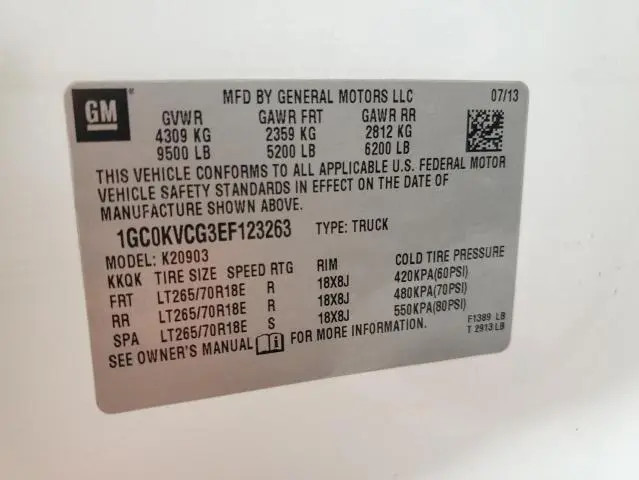 GM
MFD BY GENERAL MOTORS LLC 07/13
GVWR GAWR FRT GAWR RR
4309 KG 2359 KG 2812 KG
9500 LB 5200 LB 6200 LB
THIS VEHICLE CONFORMS TO ALL APPLICABLE U.S. FEDERAL MOTOR
VEHICLE SAFETY STANDARDS IN EFFECT ON THE DATE OF
MANUFACTURE SHOWN ABOVE.
1GC0KVCG3EF123263 TYPE: TRUCK
MODEL: K20903
KKQK TIRE SIZE SPEED RTG RIM COLD TIRE PRESSURE
FRT LT265/70R18E R 18X8J 420KPA(60PSI)
RR LT265/70R18E R 18X8J 480KPA(70PSI)
SPA LT265/70R18E S 18X8J 550KPA(80PSI)
SEE OWNER'S MANUAL i FOR MORE INFORMATION.
F1389 LB
T 2913 LB